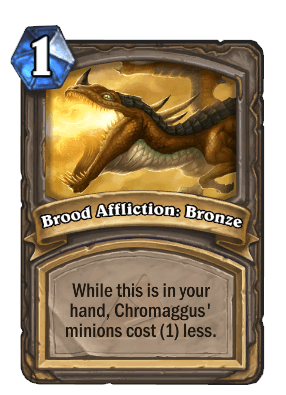 1
Brood Affliction: Bronze
While this is in your
hand, Chromaggus'
minions cost (1) less.